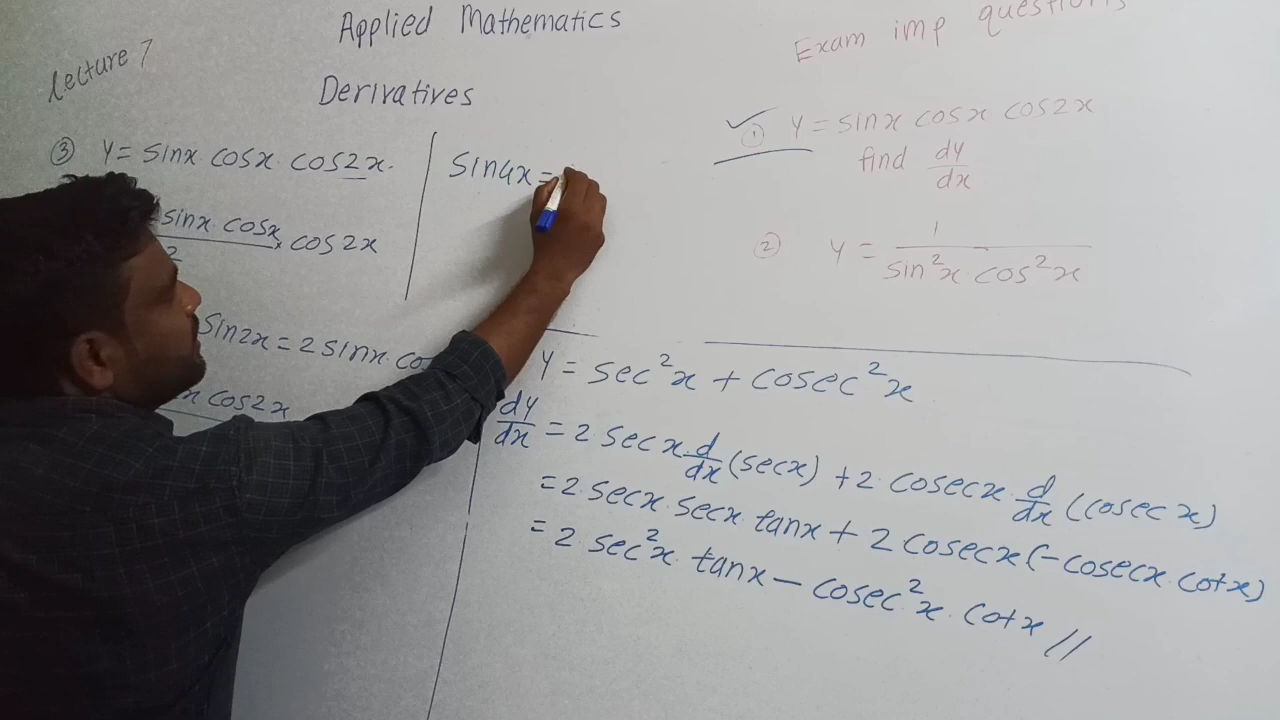 Applied Mathematics
Lecture 7
Derivatives
③ Y = sinx cosx cos2x.
sinx. cosx × cos2x
2
Sin2x = 2 sinx. co
x cos2x
Sin4x =
Exam imp questions
① Y = sinx cosx cos2x
find dY/dx
② Y = 1/(sin²x. cos²x)
Y = sec²x + cosec²x
dY/dx = 2. secx. d/dx (secx) + 2. cosecx. d/dx (cosec x)
= 2. secx. secx. tanx + 2 cosecx (- cosecx. cotx)
= 2. sec²x. tanx - cosec²x. cotx //